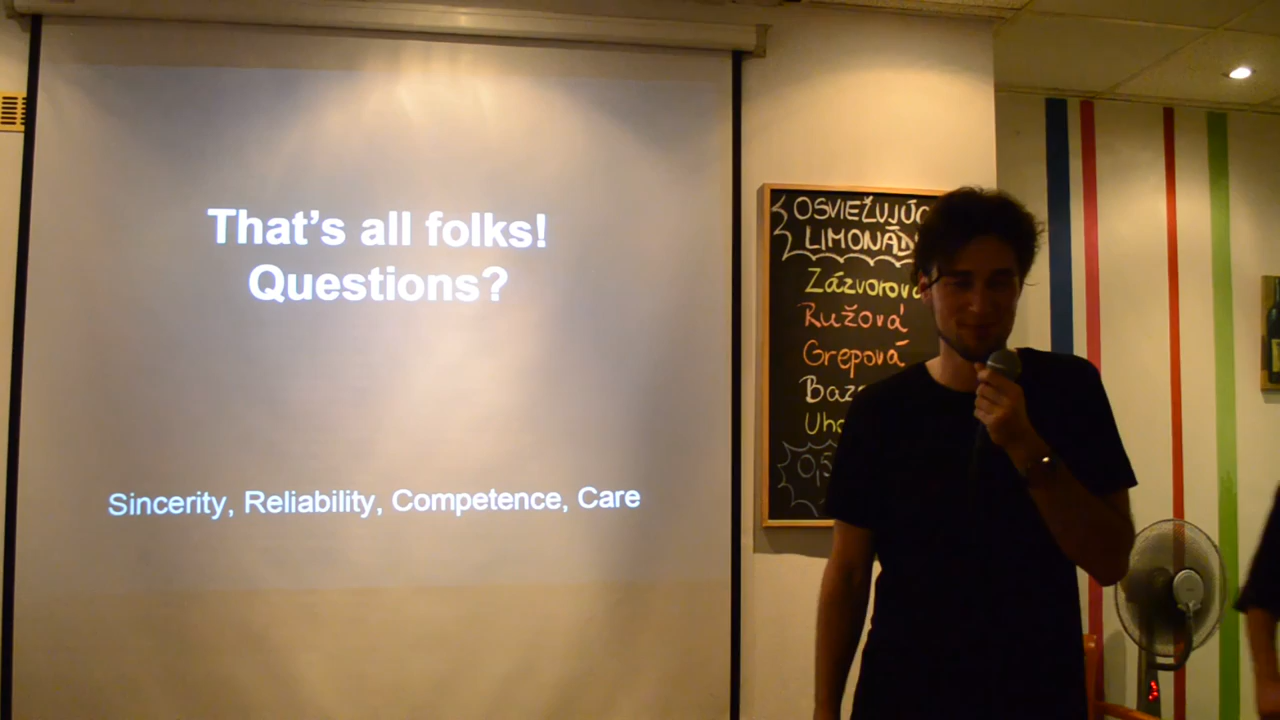 That's all folks!
Questions?
Sincerity, Reliability, Competence, Care
OSVIEŽUJÚC
LIMONÁD
Zázvorová
Ružová
Grepová